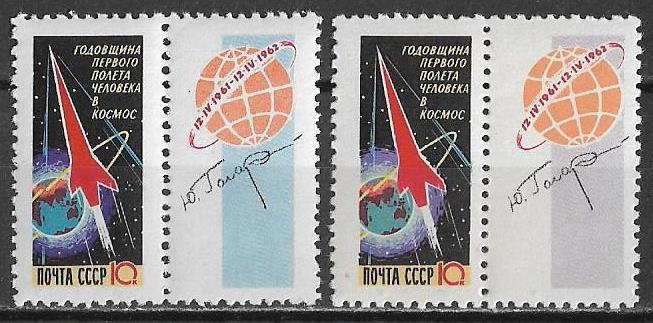 ГОДОВЩИНА
ПЕРВОГО
ПОЛЕТА
ЧЕЛОВЕКА
В
КОСМОС
ПОЧТА СССР 10к
12·IV·1961-12·IV·1962
Ю. Гагарин
ГОДОВЩИНА
ПЕРВОГО
ПОЛЕТА
ЧЕЛОВЕКА
В
КОСМОС
ПОЧТА СССР 10к
12·IV·1961-12·IV·1962
Ю. Гагарин